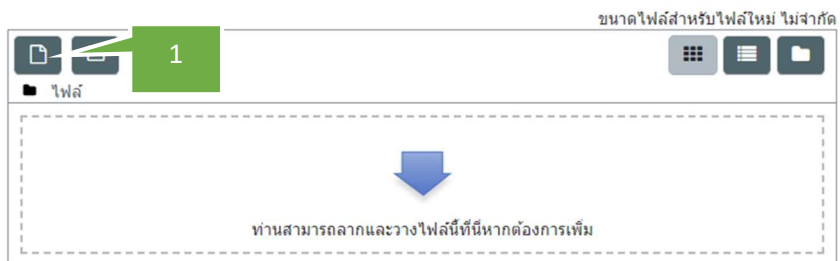 ขนาดไฟล์สำหรับไฟล์ใหม่ ไม่จำกัด
1
ไฟล์
ท่านสามารถลากและวางไฟล์นี้ที่นี่หากต้องการเพิ่ม